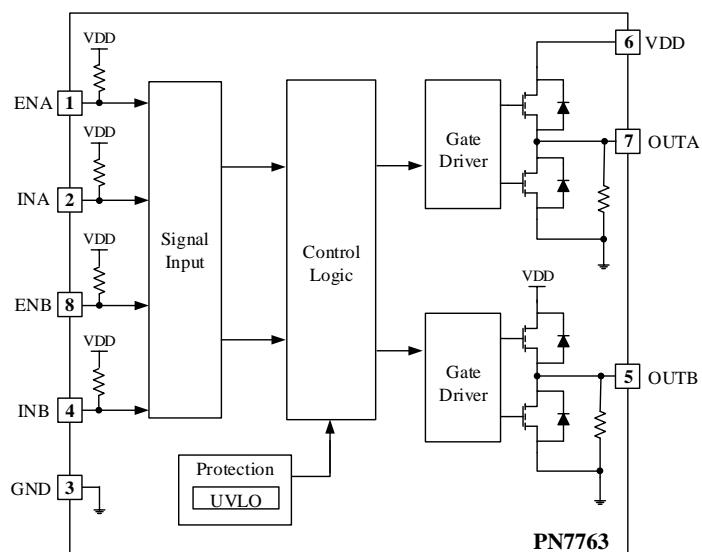 VDD
6
VDD
ENA
1
Gate
Driver
7
OUTA
VDD
INA
2
Signal
Input
Control
Logic
VDD
VDD
ENB
8
VDD
Gate
Driver
5
OUTB
INB
4
GND
3
Protection
UVLO
PN7763